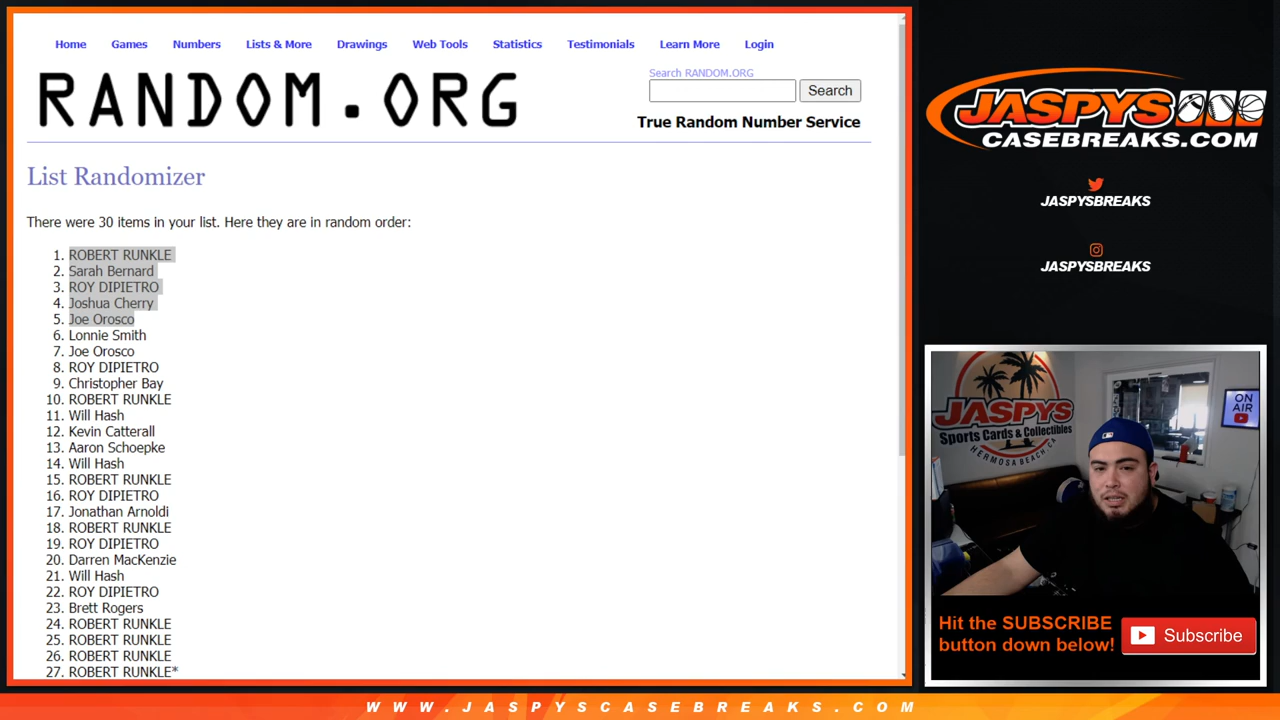 Home Games Numbers Lists & More Drawings Web Tools Statistics Testimonials Learn More Login
RANDOM.ORG
Search RANDOM.ORG
Search
True Random Number Service
List Randomizer
There were 30 items in your list. Here they are in random order:
1. ROBERT RUNKLE
2. Sarah Bernard
3. ROY DIPIETRO
4. Joshua Cherry
5. Joe Orosco
6. Lonnie Smith
7. Joe Orosco
8. ROY DIPIETRO
9. Christopher Bay
10. ROBERT RUNKLE
11. Will Hash
12. Kevin Catterall
13. Aaron Schoepke
14. Will Hash
15. ROBERT RUNKLE
16. ROY DIPIETRO
17. Jonathan Arnoldi
18. ROBERT RUNKLE
19. ROY DIPIETRO
20. Darren MacKenzie
21. Will Hash
22. ROY DIPIETRO
23. Brett Rogers
24. ROBERT RUNKLE
25. ROBERT RUNKLE
26. ROBERT RUNKLE
27. ROBERT RUNKLE*
JASPYS
CASEBREAKS.COM
JASPYSBREAKS
JASPYSBREAKS
JASPYS
Sports Cards & Collectibles
HERMOSA BEACH CA
ON
AIR
Hit the SUBSCRIBE
button down below!
Subscribe
WWW.JASPYSCASEBREAKS.COM